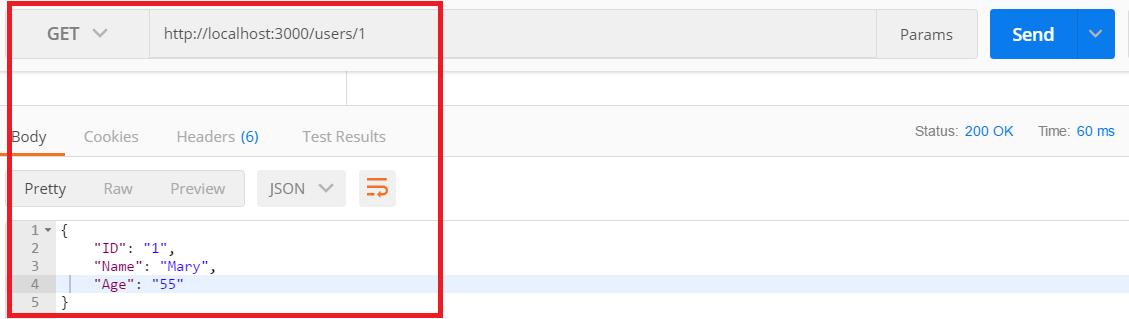 GET http://localhost:3000/users/1 Params Send
Body Cookies Headers (6) Test Results Status: 200 OK Time: 60 ms
Pretty Raw Preview JSON
1 {
2 "ID": "1",
3 "Name": "Mary",
4 "Age": "55"
5 }